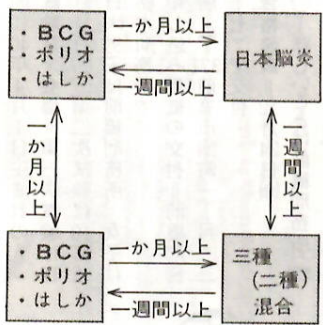 ・BCG
・ポリオ
・はしか
一か月以上
一週間以上
日本脳炎
一か月以上
一週間以上
・BCG
・ポリオ
・はしか
一か月以上
一週間以上
三種
(二種)
混合